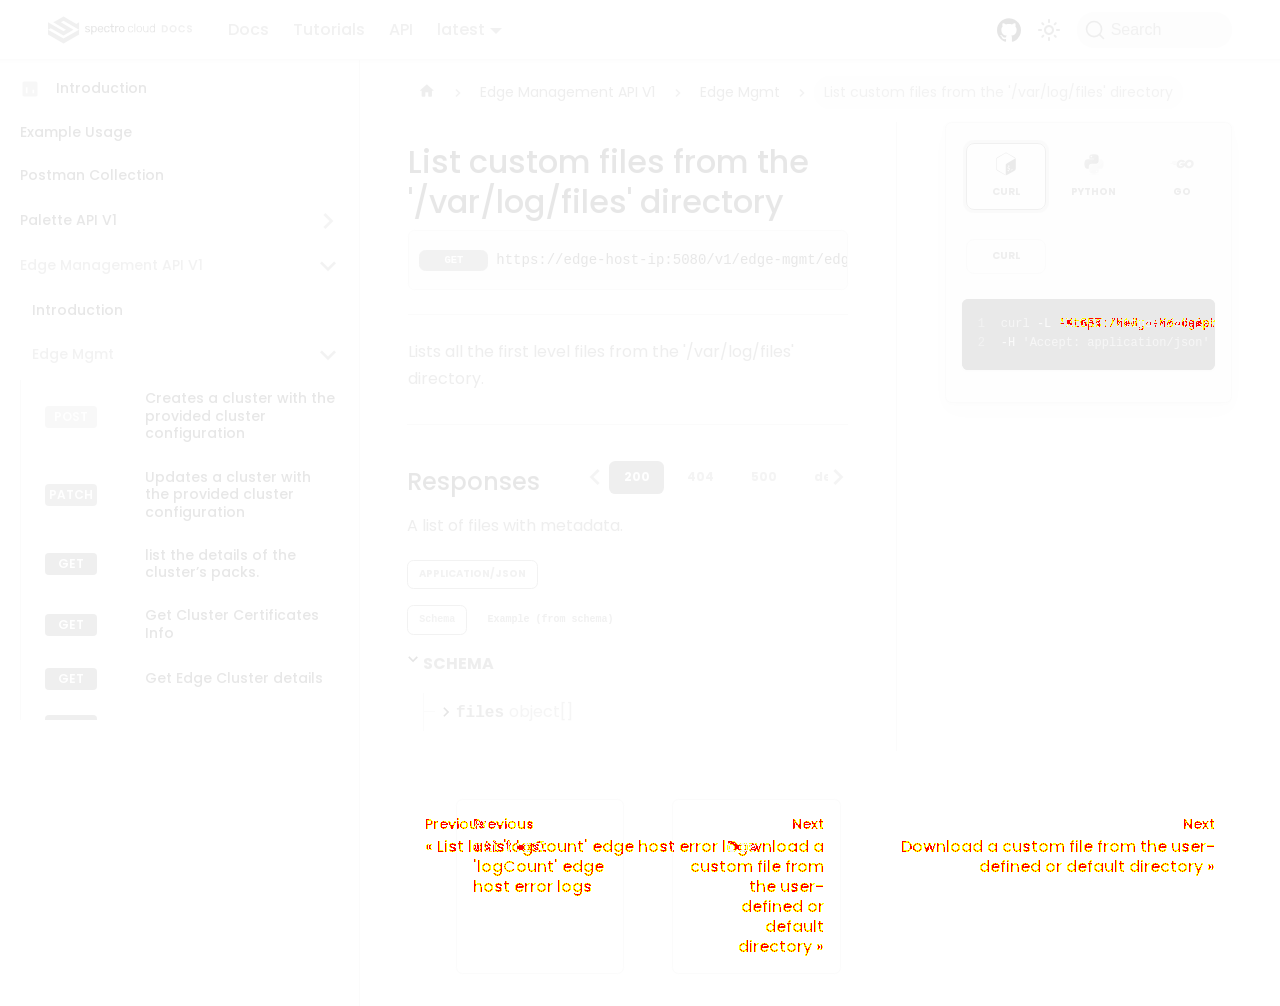 spectro cloud DOCS
Docs
Tutorials
API
latest
Search
Introduction
Example Usage
Postman Collection
Palette API V1
Edge Management API V1
Introduction
Edge Mgmt
POST
Creates a cluster with the
provided cluster
configuration
PATCH
Updates a cluster with
the provided cluster
configuration
GET
list the details of the
cluster's packs.
GET
Get Cluster Certificates
Info
GET
Get Edge Cluster details
Edge Management API V1
Edge Mgmt
List custom files from the '/var/log/files' directory
List custom files from the
'/var/log/files' directory
GET
https://edge-host-ip:5080/v1/edge-mgmt/edg
Lists all the first level files from the '/var/log/files'
directory.
Responses
200
404
500
A list of files with metadata.
APPLICATION/JSON
Schema
Example (from schema)
SCHEMA
files object[]
CURL
PYTHON
GO
CURL
1 curl -L
2 -H 'Accept: application/json'
Previous
Previous
'logCount' edge
host error logs
Next
custom file from
the user-
defined or
default
directory »
Next
Download a custom file from the user-
defined or default directory »